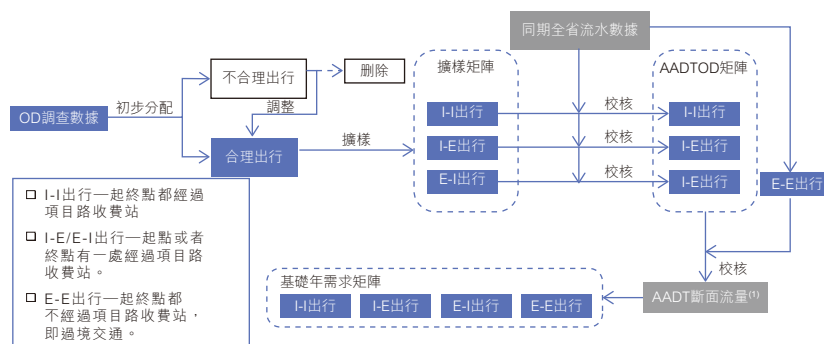 同期全省流水數據
不合理出行
刪除
擴樣矩陣
AADTOD矩陣
OD調查數據
初步分配
調整
I-I出行
校核
I-I出行
合理出行
擴樣
I-E出行
校核
I-E出行
E-I出行
校核
I-E出行
E-E出行
I-I出行—起終點都經過
項目路收費站
I-E/E-I出行—起點或者
終點有一處經過項目路
收費站。
E-E出行—起終點都
不經過項目路收費站，
即過境交通。
校核
基礎年需求矩陣
I-I出行
I-E出行
E-I出行
E-E出行
AADT斷面流量(1)